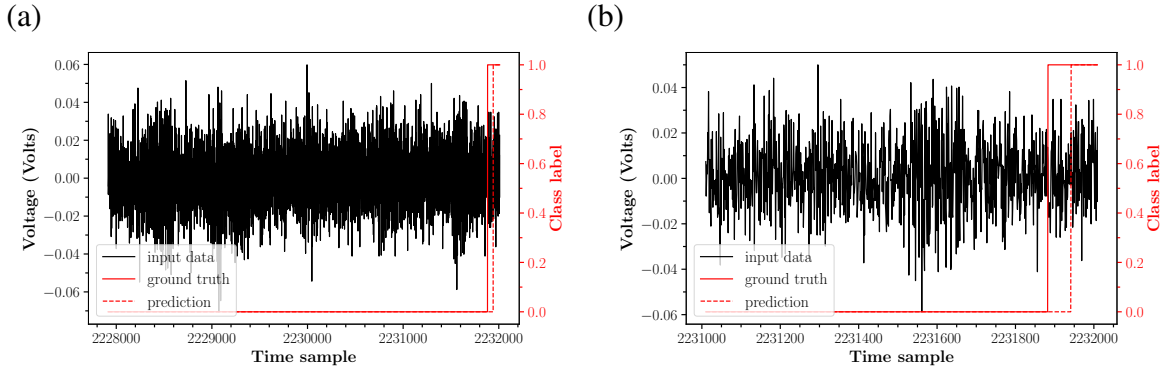 (a)
0.06
0.04
0.02
0.00
−0.02
−0.04
−0.06
Voltage (Volts)
1.0
0.8
0.6
0.4
0.2
0.0
Class label
input data
ground truth
prediction
2228000 2229000 2230000 2231000 2232000
Time sample
(b)
0.04
0.02
0.00
−0.02
−0.04
−0.06
Voltage (Volts)
1.0
0.8
0.6
0.4
0.2
0.0
Class label
input data
ground truth
prediction
2231000 2231200 2231400 2231600 2231800 2232000
Time sample